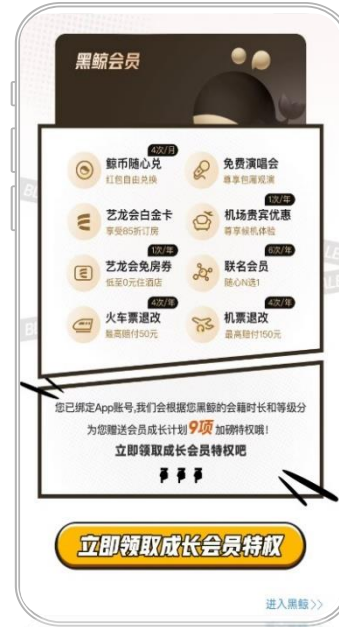 黑鲸会员
4次/月
鲸币随心兑
红包自由兑换
免费演唱会
尊享包厢观演
艺龙会白金卡
享受85折订房
1次/年
机场贵宾优惠
尊享候机体验
1次/年
艺龙会免房券
低至0元住酒店
6次/年
联名会员
随心N选1
4次/年
火车票退改
最高赔付50元
4次/年
机票退改
最高赔付150元
您已绑定App账号,我们会根据您黑鲸的会籍时长和等级分
为您赠送会员成长计划9项加磅特权哦!
立即领取成长会员特权吧
立即领取成长会员特权
进入黑鲸>>